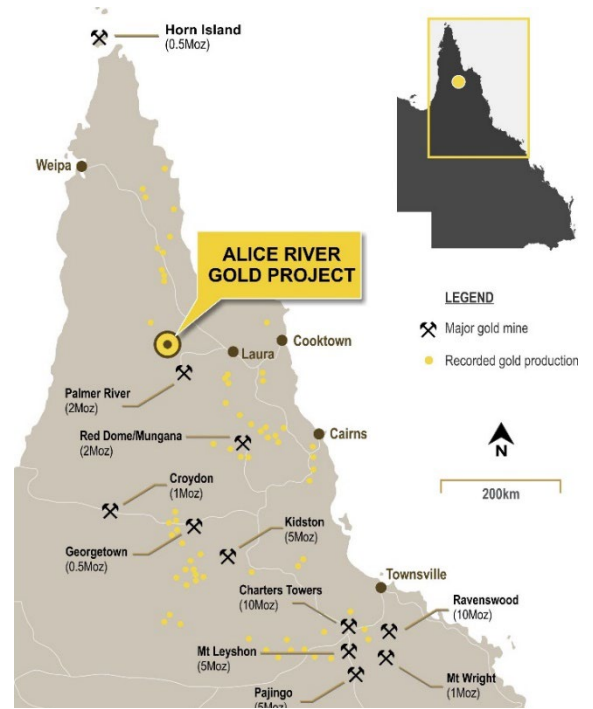 Horn Island
(0.5Moz)
Weipa
ALICE RIVER
GOLD PROJECT
LEGEND
Major gold mine
Recorded gold production
Cooktown
Laura
Palmer River
(2Moz)
Red Dome/Mungana
(2Moz)
Cairns
N
200km
Croydon
(1Moz)
Georgetown
(0.5Moz)
Kidston
(5Moz)
Townsville
Charters Towers
(10Moz)
Ravenswood
(10Moz)
Mt Leyshon
(5Moz)
Mt Wright
(1Moz)
Pajingo
(5Moz)